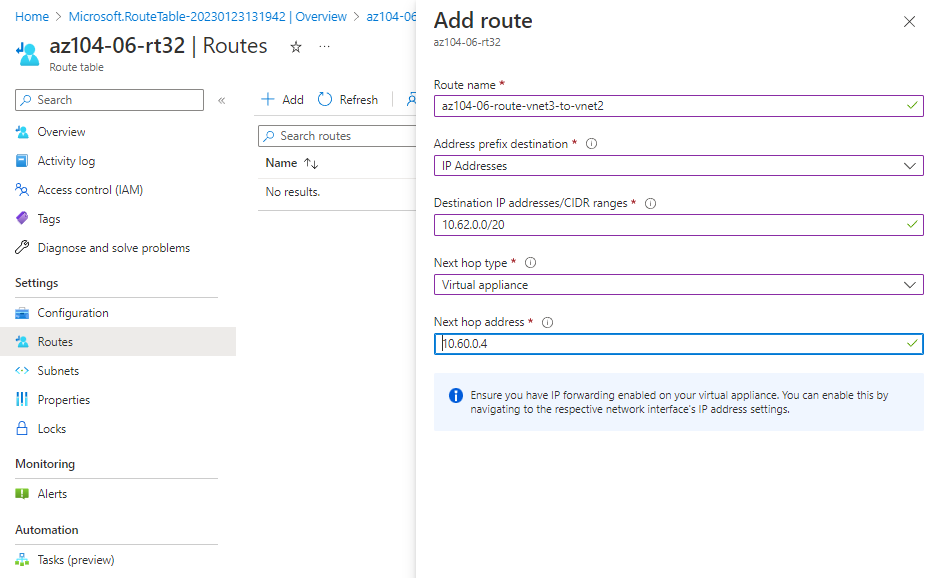 Home > Microsoft.RouteTable-20230123131942 | Overview > az104-06
az104-06-rt32 | Routes ☆ ...
Route table
Search «
Overview
Activity log
Access control (IAM)
Tags
Diagnose and solve problems
Settings
Configuration
Routes
Subnets
Properties
Locks
Monitoring
Alerts
Automation
Tasks (preview)
+ Add Refresh
Search routes
Name ↑↓
No results.
Add route
az104-06-rt32
Route name *
az104-06-route-vnet3-to-vnet2
Address prefix destination *
IP Addresses
Destination IP addresses/CIDR ranges *
10.62.0.0/20
Next hop type *
Virtual appliance
Next hop address *
10.60.0.4
Ensure you have IP forwarding enabled on your virtual appliance. You can enable this by
navigating to the respective network interface's IP address settings.